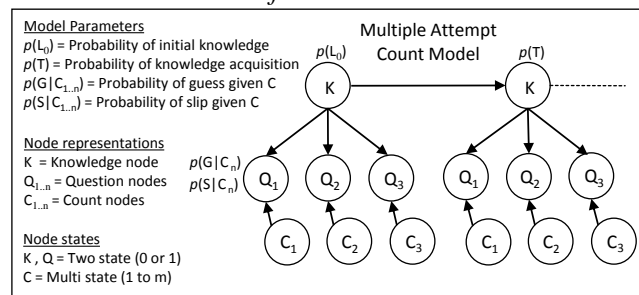 Model Parameters
p(L₀) = Probability of initial knowledge
p(T) = Probability of knowledge acquisition
p(G|C₁..ₙ) = Probability of guess given C
p(S|C₁..ₙ) = Probability of slip given C
Node representations
K = Knowledge node
Q₁..ₙ = Question nodes
C₁..ₙ = Count nodes
Node states
K , Q = Two state (0 or 1)
C = Multi state (1 to m)
Multiple Attempt
Count Model
p(L₀)
p(T)
K
K
p(G|Cₙ)
p(S|Cₙ)
Q₁
Q₂
Q₃
Q₁
Q₂
Q₃
C₁
C₂
C₃
C₁
C₂
C₃